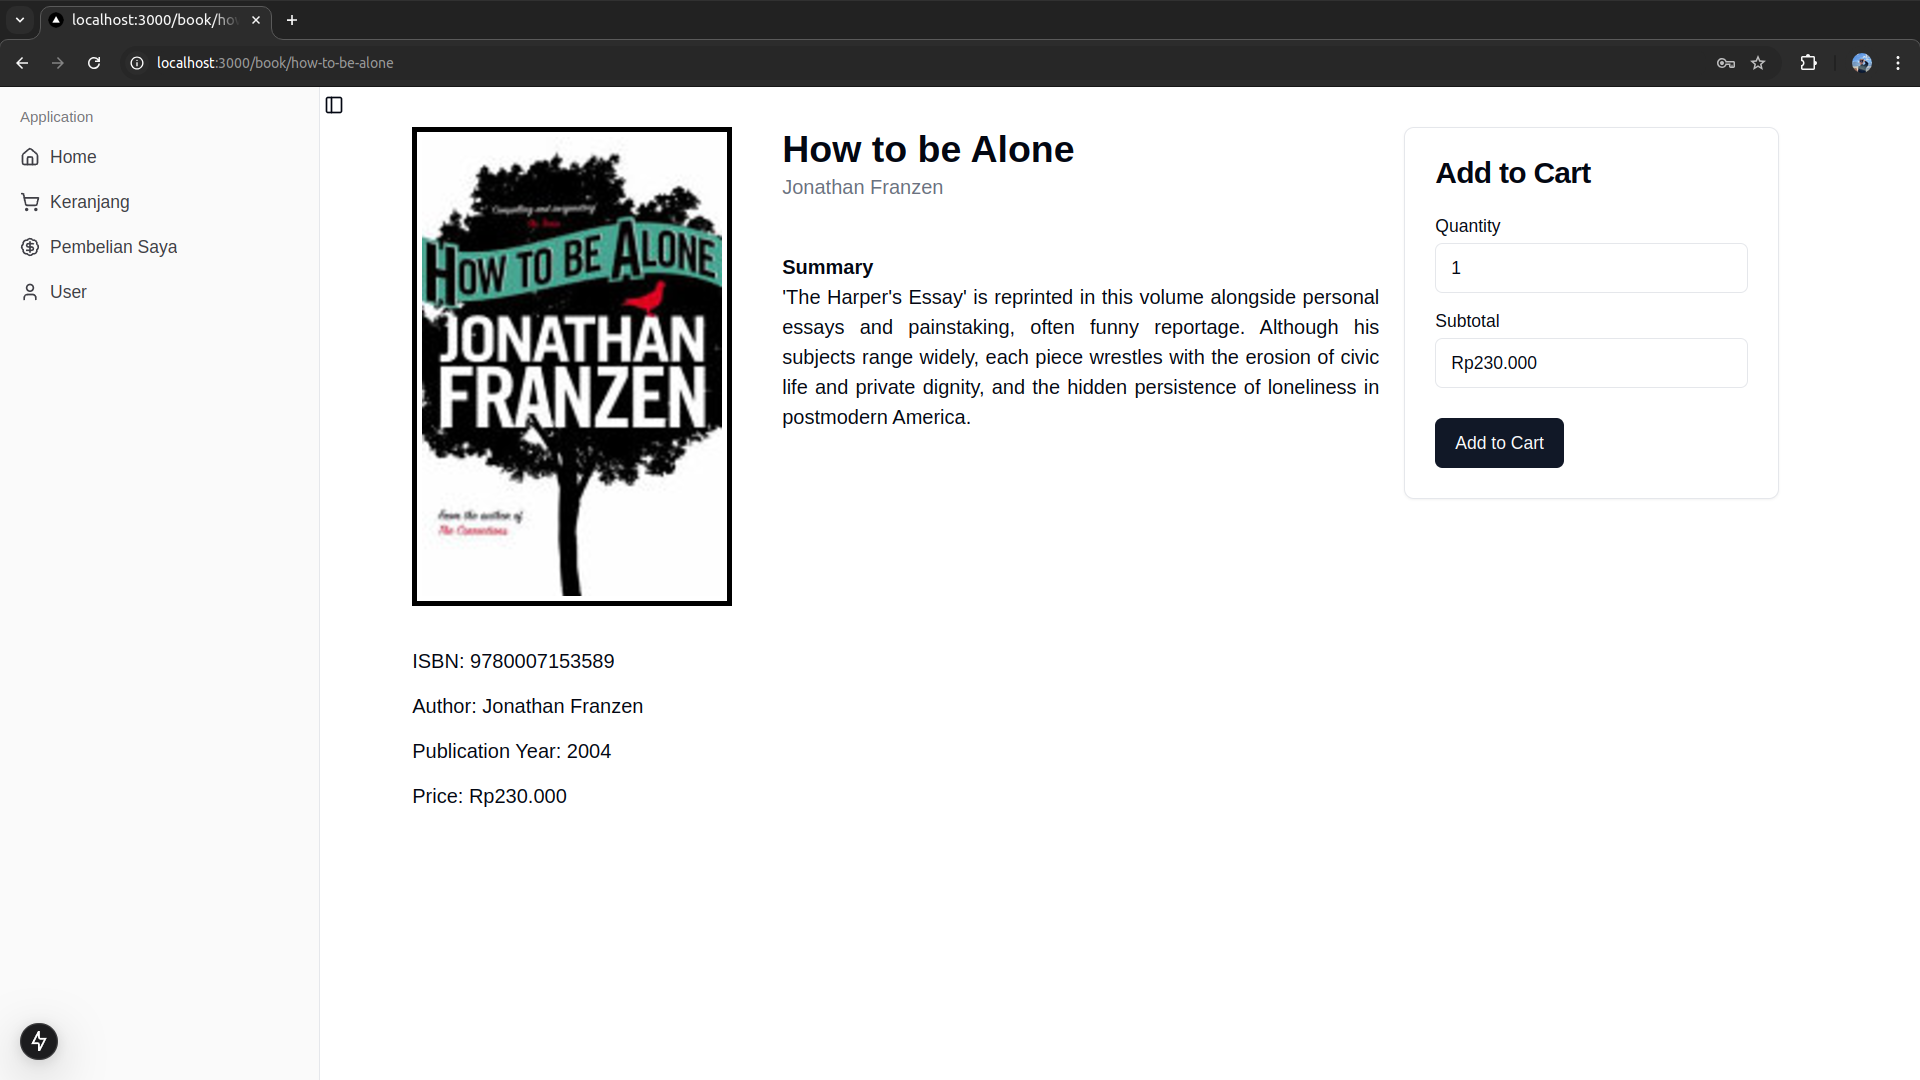 localhost:3000/book/ho
localhost:3000/book/how-to-be-alone
Application
Home
Keranjang
Pembelian Saya
User
'Compelling and invigorating'
HOW TO BE ALONE
JONATHAN
FRANZEN
From the author of
The Corrections
ISBN: 9780007153589
Author: Jonathan Franzen
Publication Year: 2004
Price: Rp230.000
How to be Alone
Jonathan Franzen
Summary
'The Harper's Essay' is reprinted in this volume alongside personal
essays and painstaking, often funny reportage. Although his
subjects range widely, each piece wrestles with the erosion of civic
life and private dignity, and the hidden persistence of loneliness in
postmodern America.
Add to Cart
Quantity
1
Subtotal
Rp230.000
Add to Cart